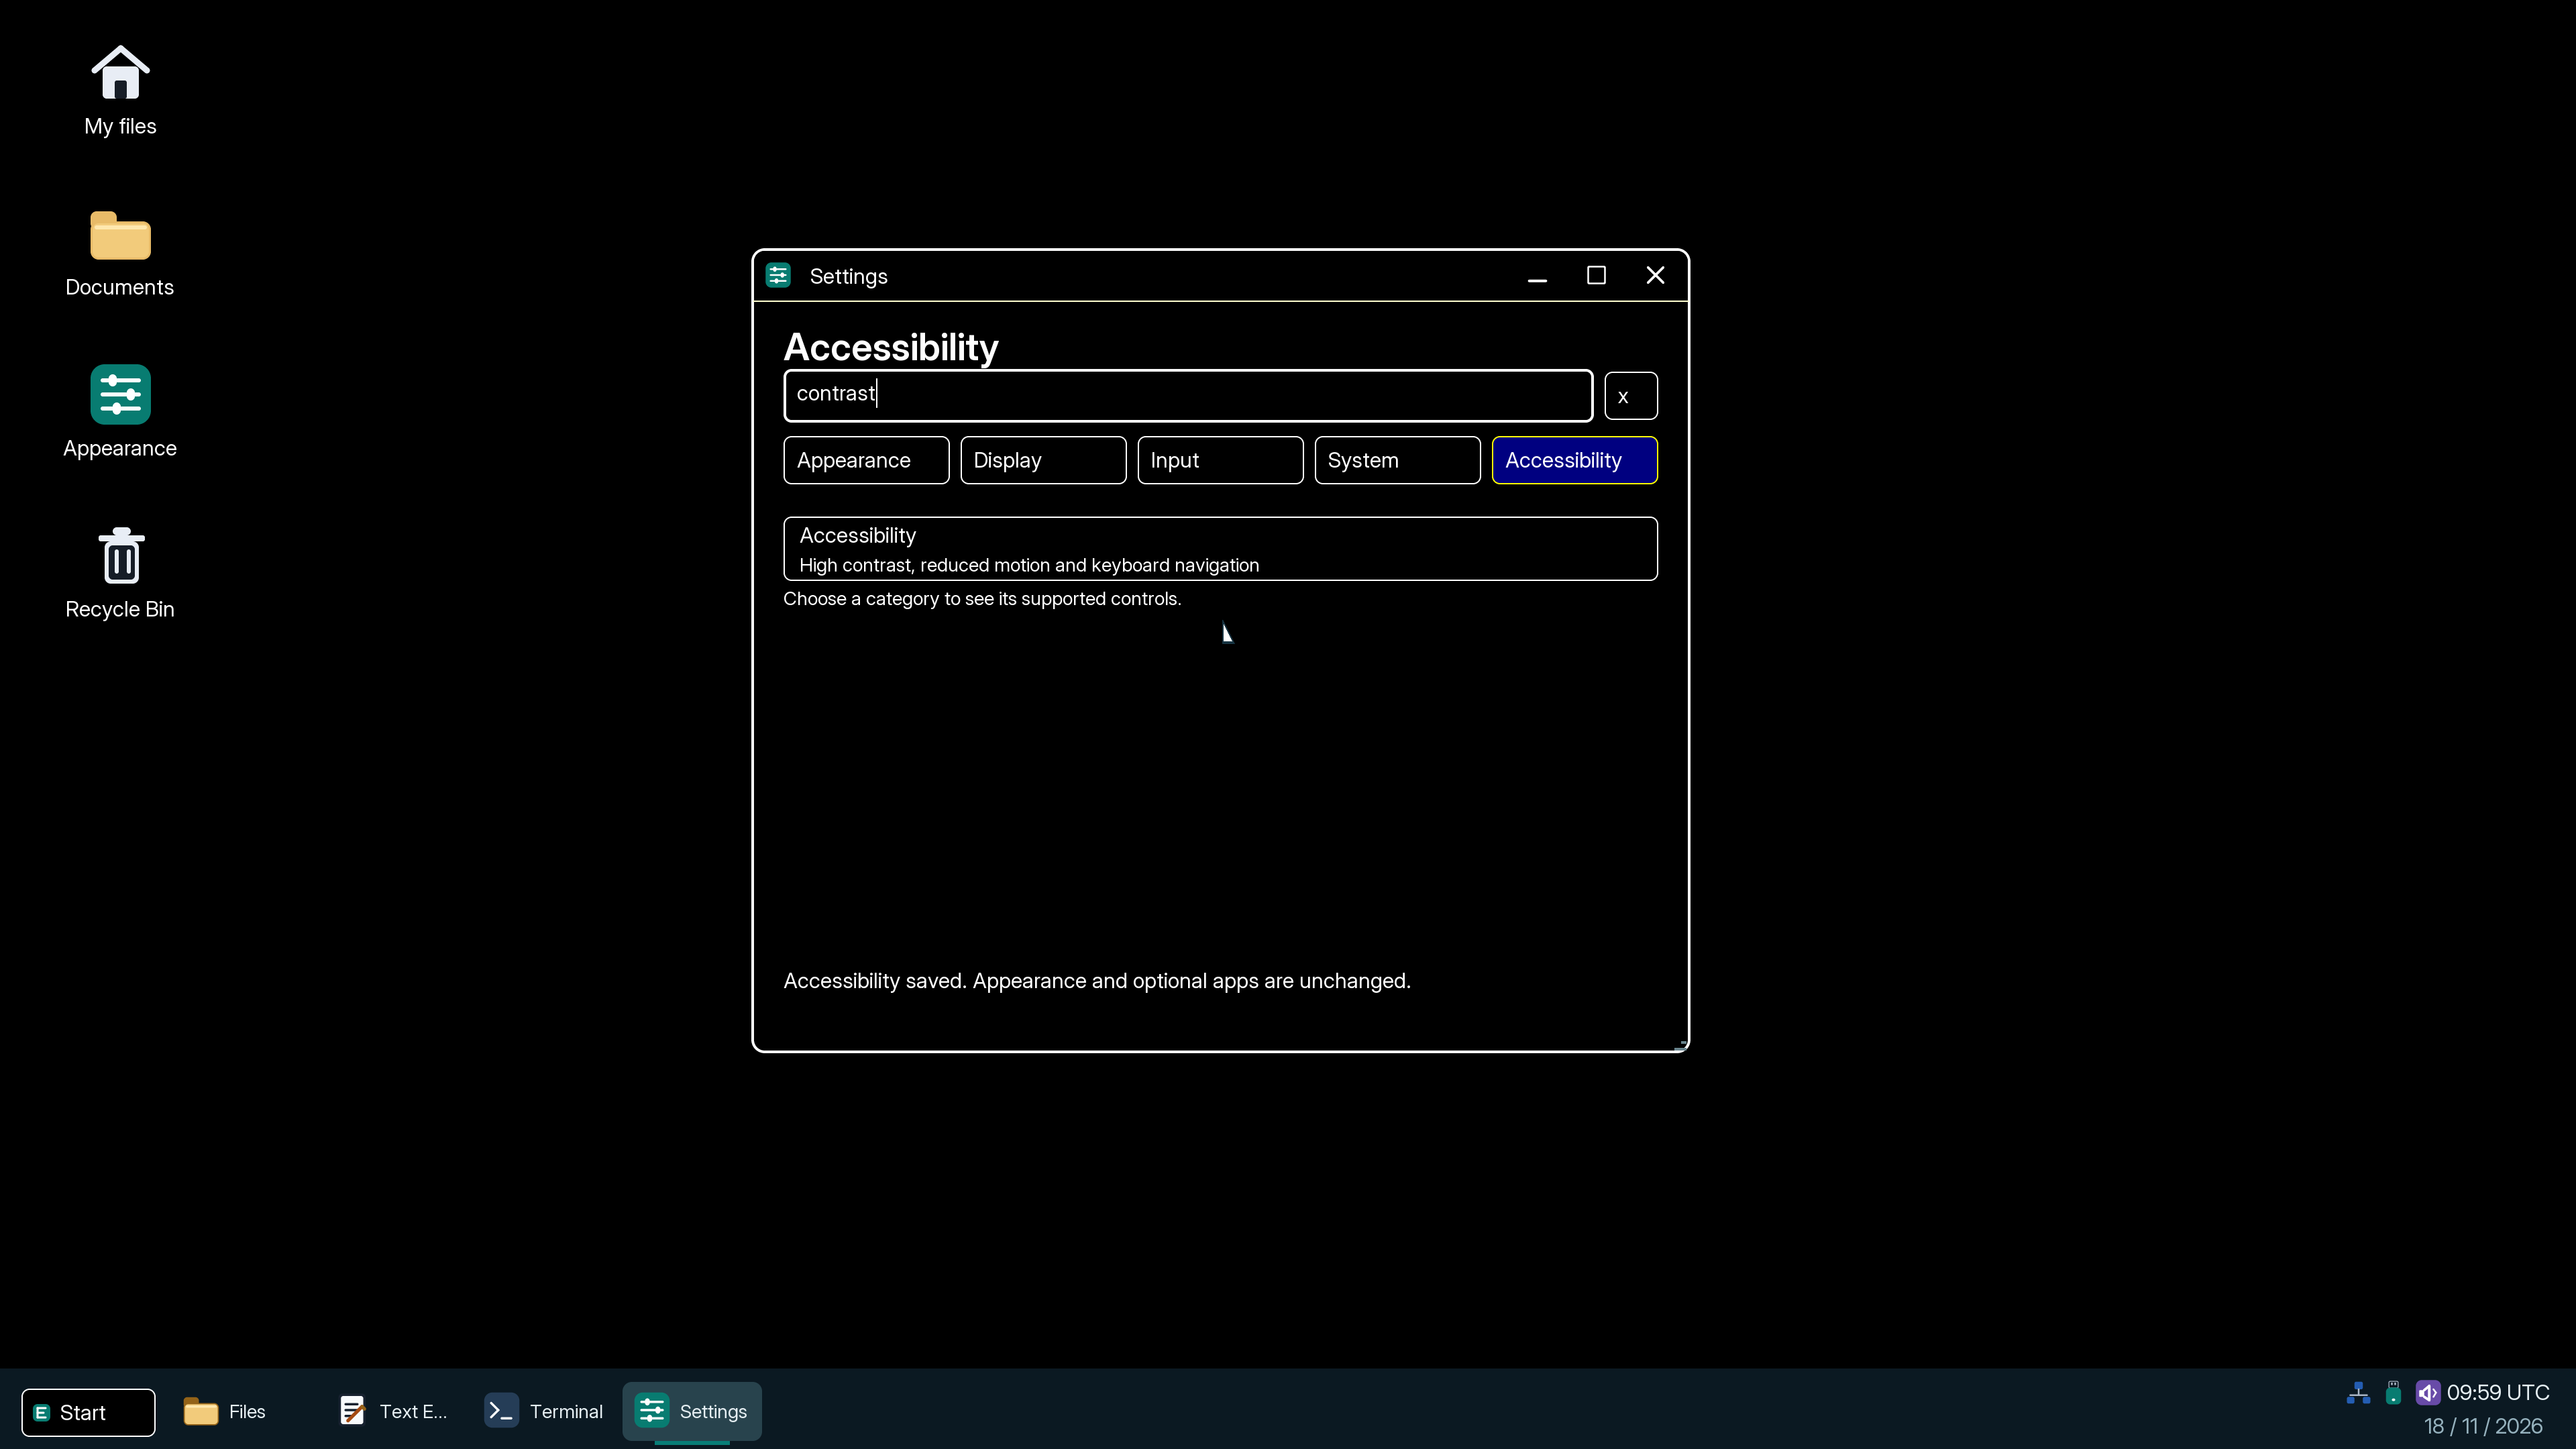 My files
Documents
Appearance
Recycle Bin
Settings
Accessibility
contrast
x
Appearance
Display
Input
System
Accessibility
Accessibility
High contrast, reduced motion and keyboard navigation
Choose a category to see its supported controls.
Accessibility saved. Appearance and optional apps are unchanged.
E Start
Files
Text E...
Terminal
Settings
09:59 UTC
18 / 11 / 2026